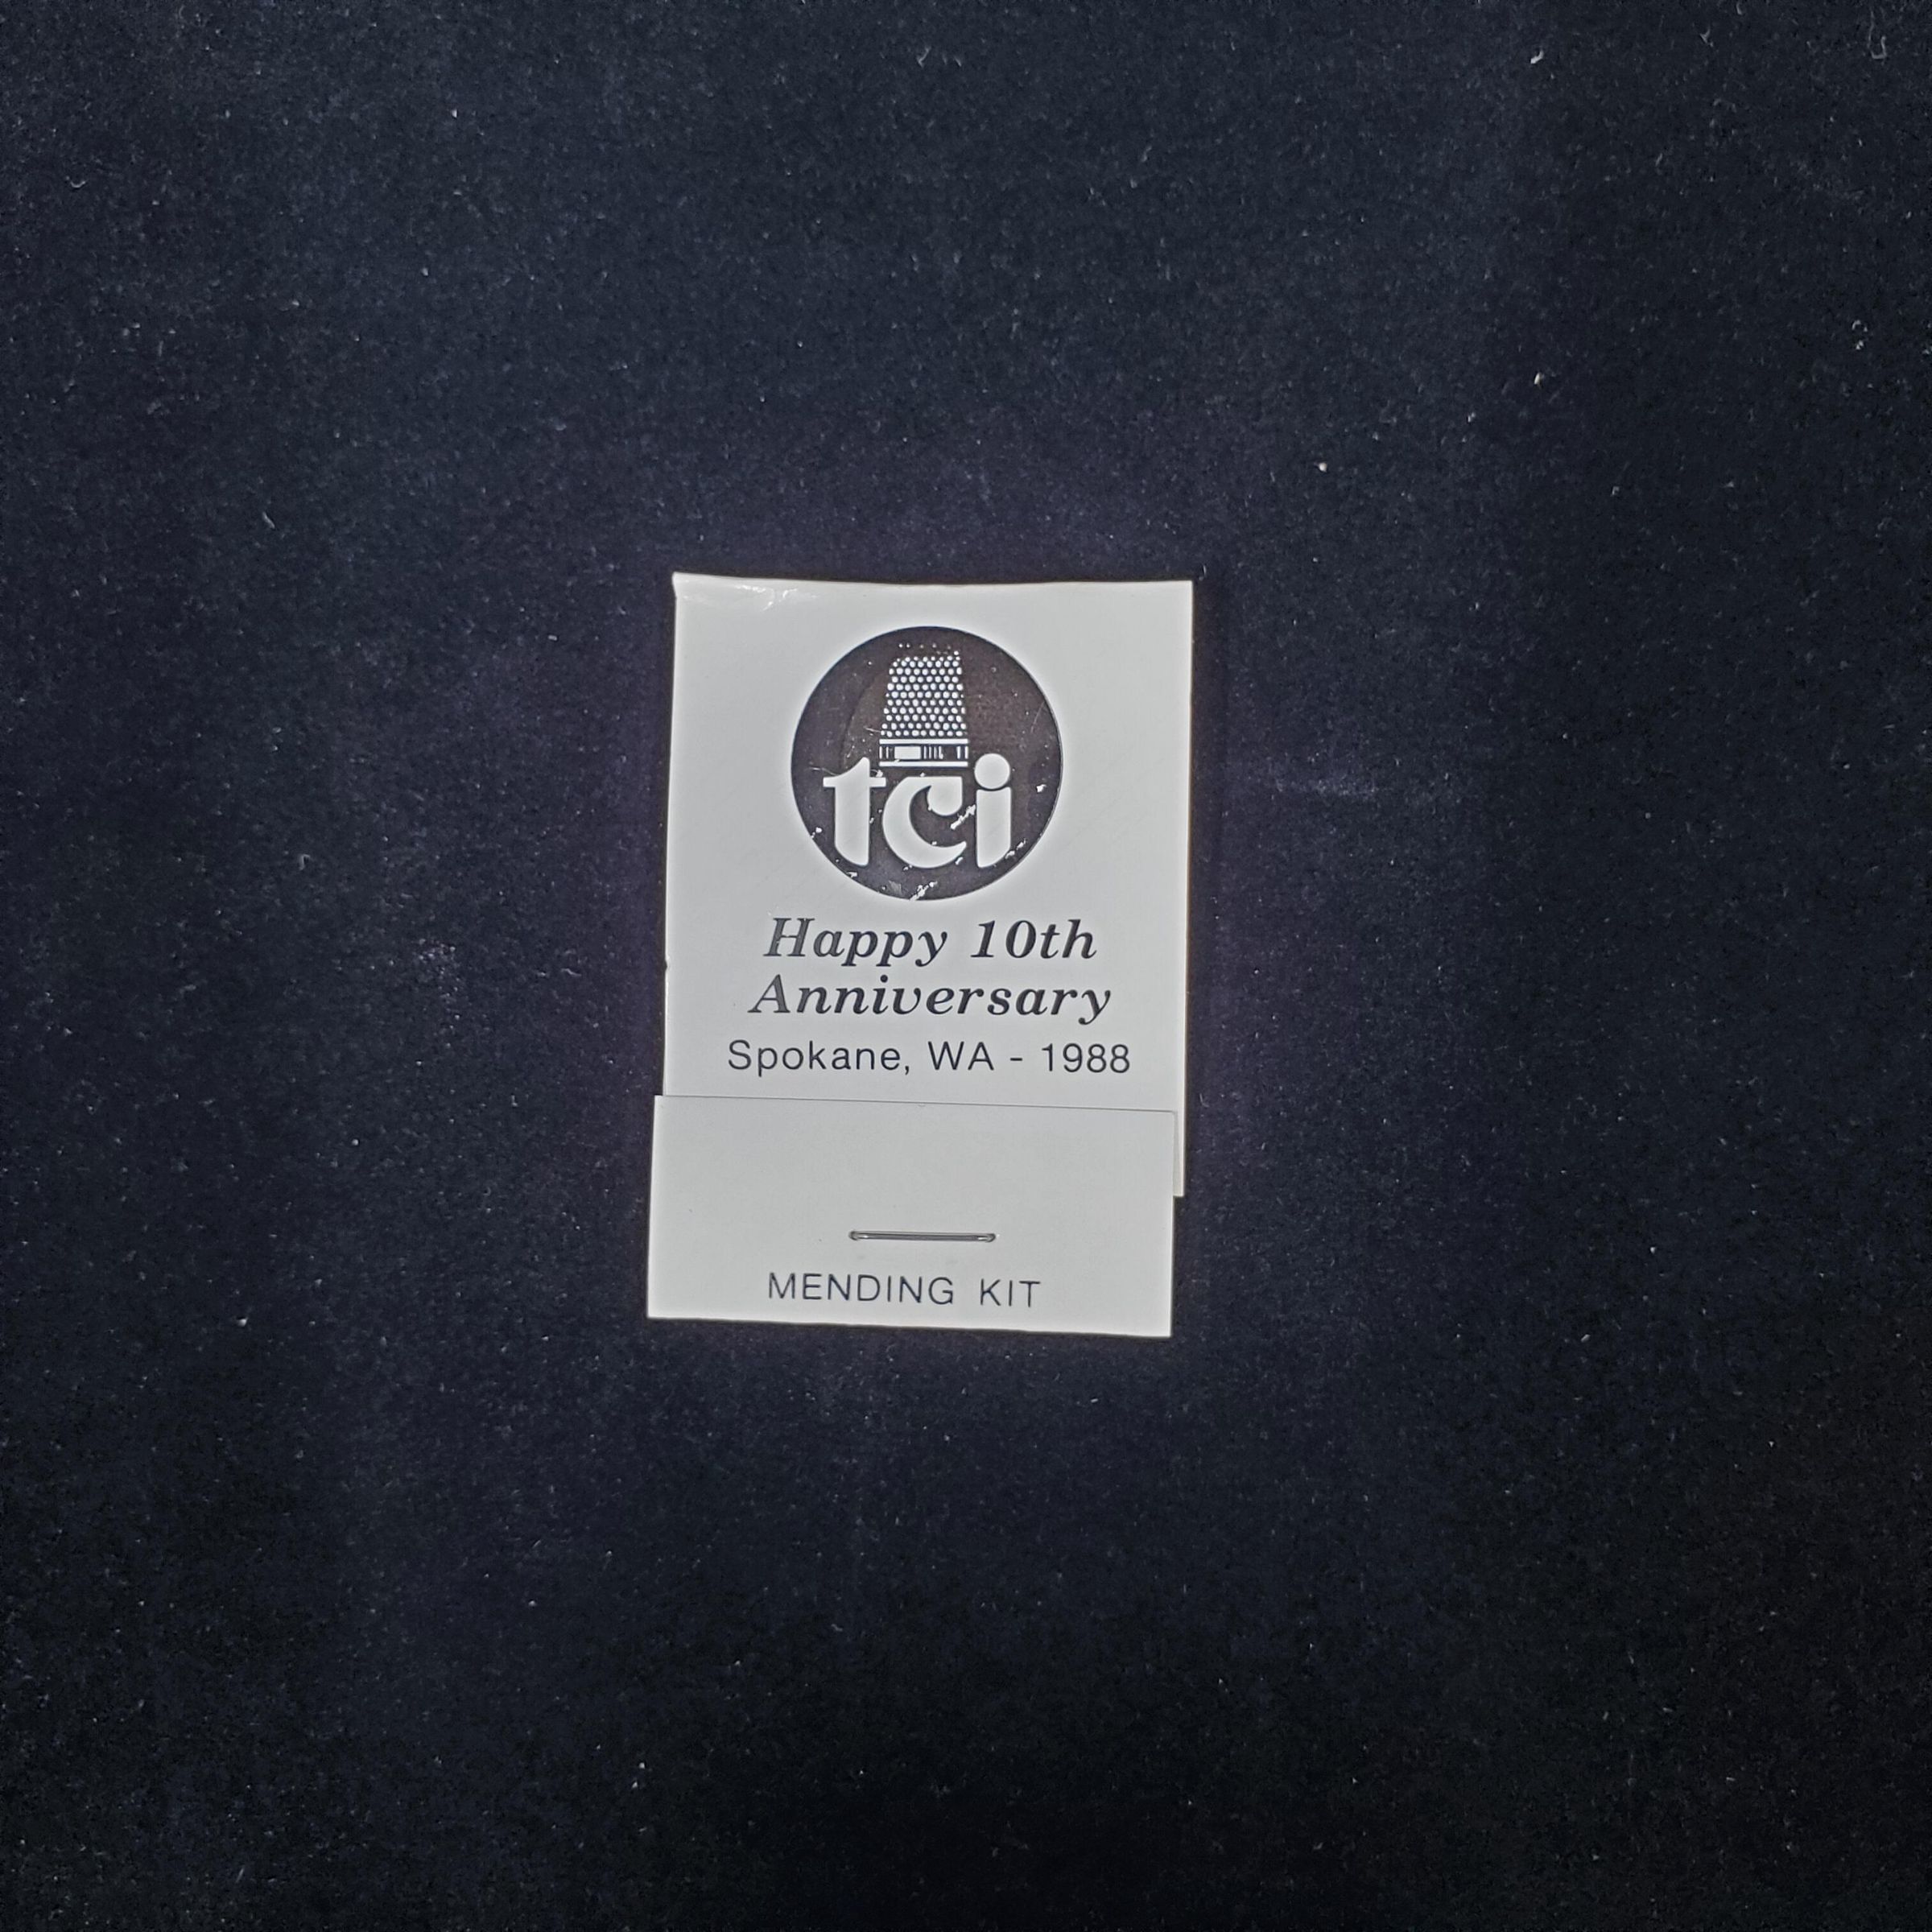 tci
Happy 10th
Anniversary
Spokane, WA - 1988
MENDING KIT